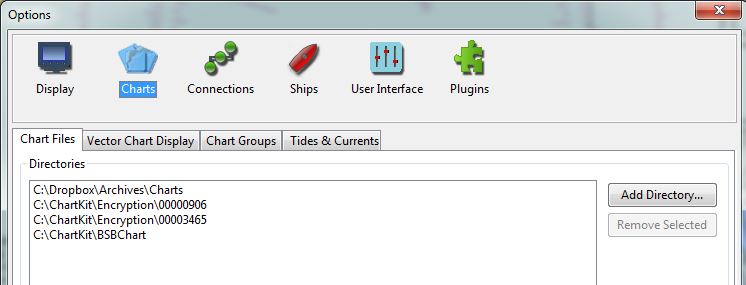 Options
Display Charts Connections Ships User Interface Plugins
Chart Files Vector Chart Display Chart Groups Tides & Currents
Directories
C:\Dropbox\Archives\Charts
C:\ChartKit\Encryption\00000906
C:\ChartKit\Encryption\00003465
C:\ChartKit\BSBChart
Add Directory...
Remove Selected